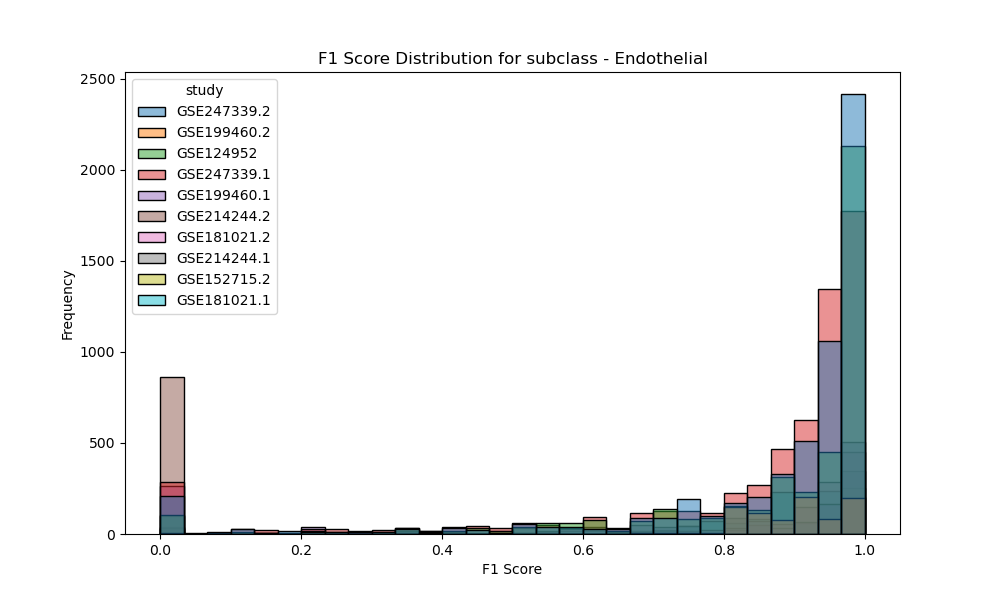 F1 Score Distribution for subclass - Endothelial
2500
2000
1500
1000
500
0
Frequency
study
GSE247339.2
GSE199460.2
GSE124952
GSE247339.1
GSE199460.1
GSE214244.2
GSE181021.2
GSE214244.1
GSE152715.2
GSE181021.1
0.0 0.2 0.4 0.6 0.8 1.0
F1 Score